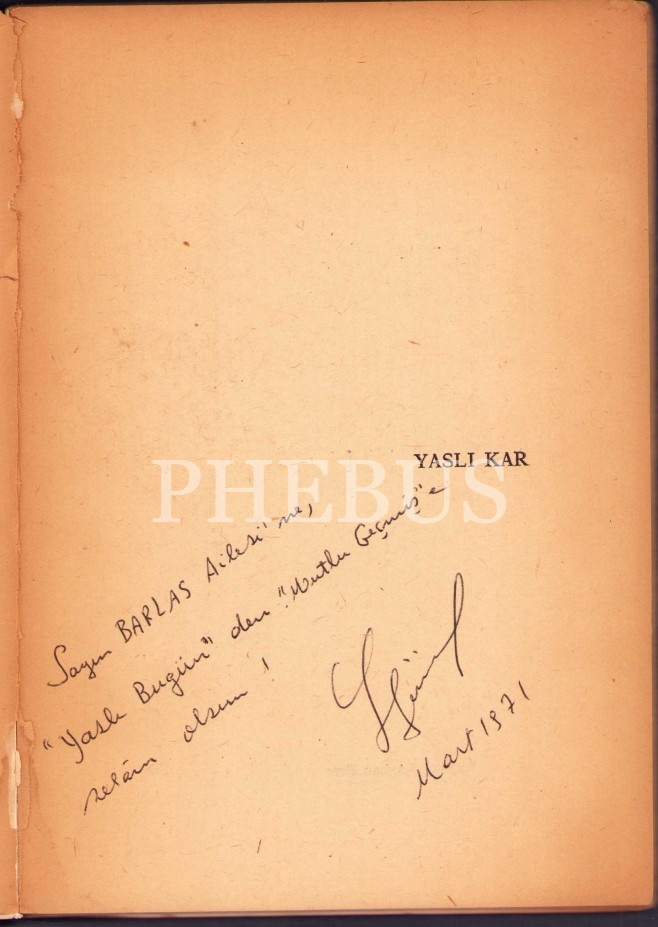 YASLI KAR
PHEBUS
Sayın BARLAS Ailesi'ne,
"Yaslı Bugün"den "Mutlu Geçmiş"e
selâm olsun!
Mart 1971